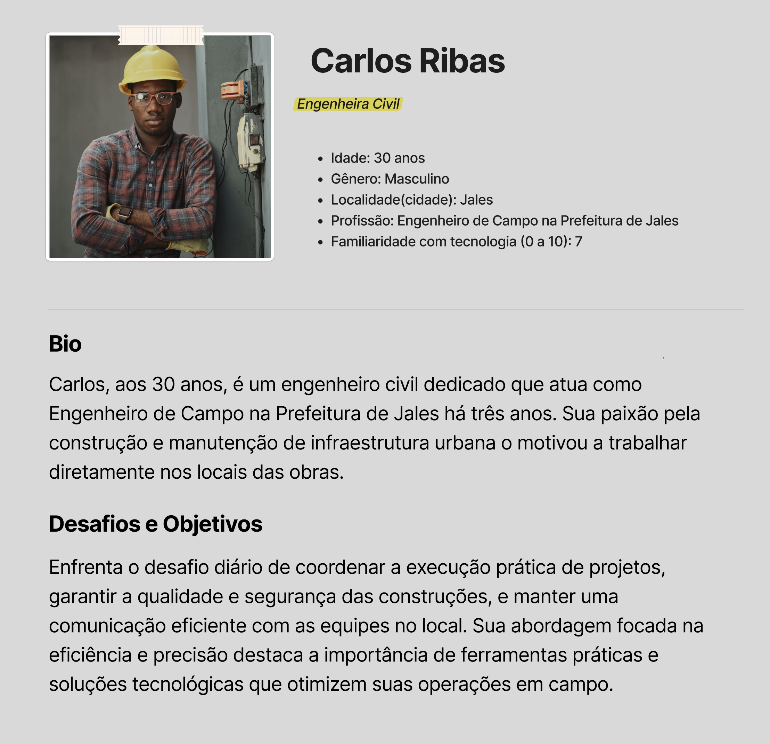 Carlos Ribas
Engenheira Civil
• Idade: 30 anos
• Gênero: Masculino
• Localidade(cidade): Jales
• Profissão: Engenheiro de Campo na Prefeitura de Jales
• Familiaridade com tecnologia (0 a 10): 7
Bio
Carlos, aos 30 anos, é um engenheiro civil dedicado que atua como
Engenheiro de Campo na Prefeitura de Jales há três anos. Sua paixão pela
construção e manutenção de infraestrutura urbana o motivou a trabalhar
diretamente nos locais das obras.
Desafios e Objetivos
Enfrenta o desafio diário de coordenar a execução prática de projetos,
garantir a qualidade e segurança das construções, e manter uma
comunicação eficiente com as equipes no local. Sua abordagem focada na
eficiência e precisão destaca a importância de ferramentas práticas e
soluções tecnológicas que otimizem suas operações em campo.